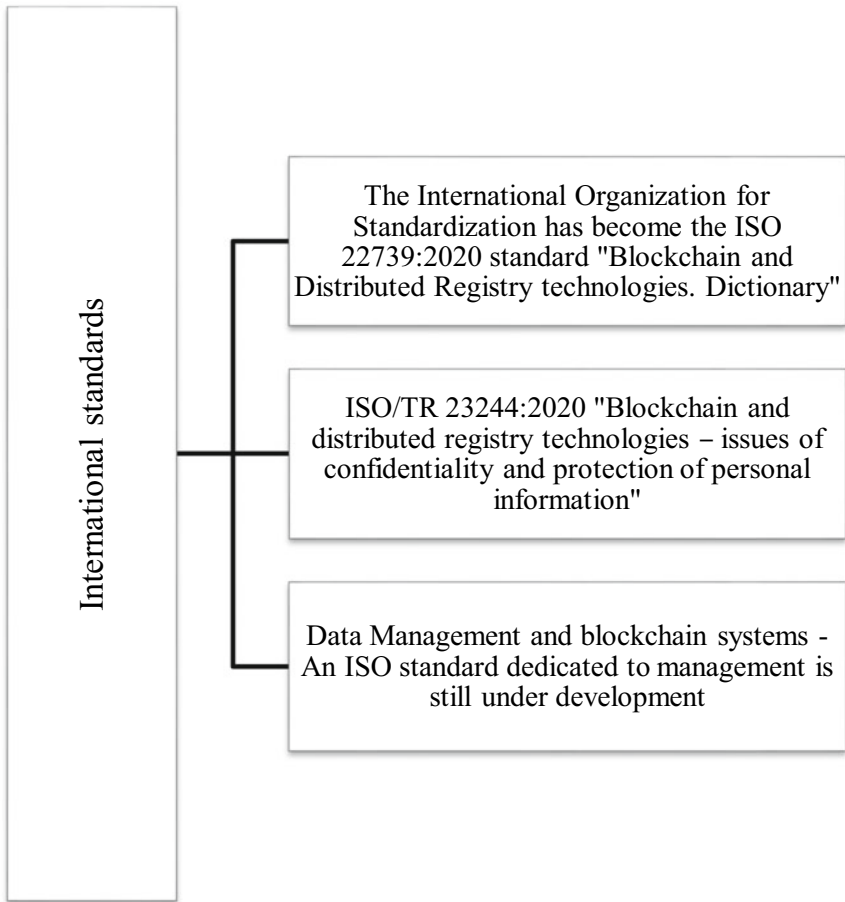 International standards
The International Organization for
Standardization has become the ISO
22739:2020 standard "Blockchain and
Distributed Registry technologies. Dictionary"
ISO/TR 23244:2020 "Blockchain and
distributed registry technologies – issues of
confidentiality and protection of personal
information"
Data Management and blockchain systems -
An ISO standard dedicated to management is
still under development